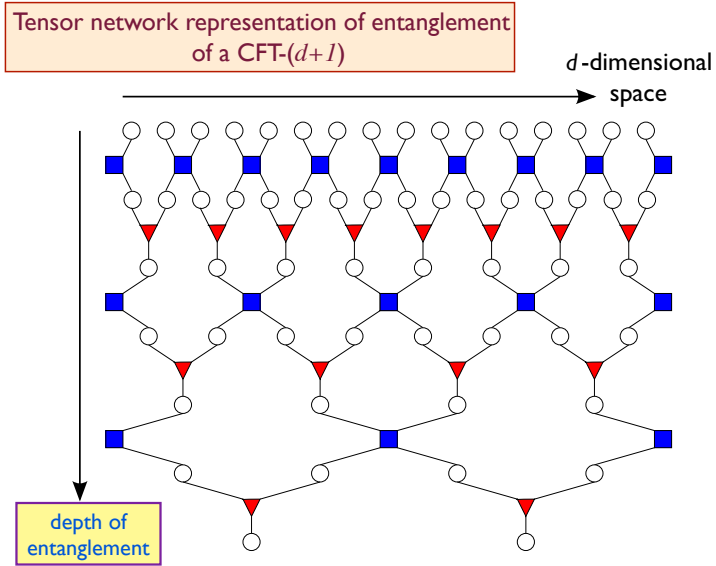 Tensor network representation of entanglement
of a CFT-(d+1)
d-dimensional
space
depth of
entanglement